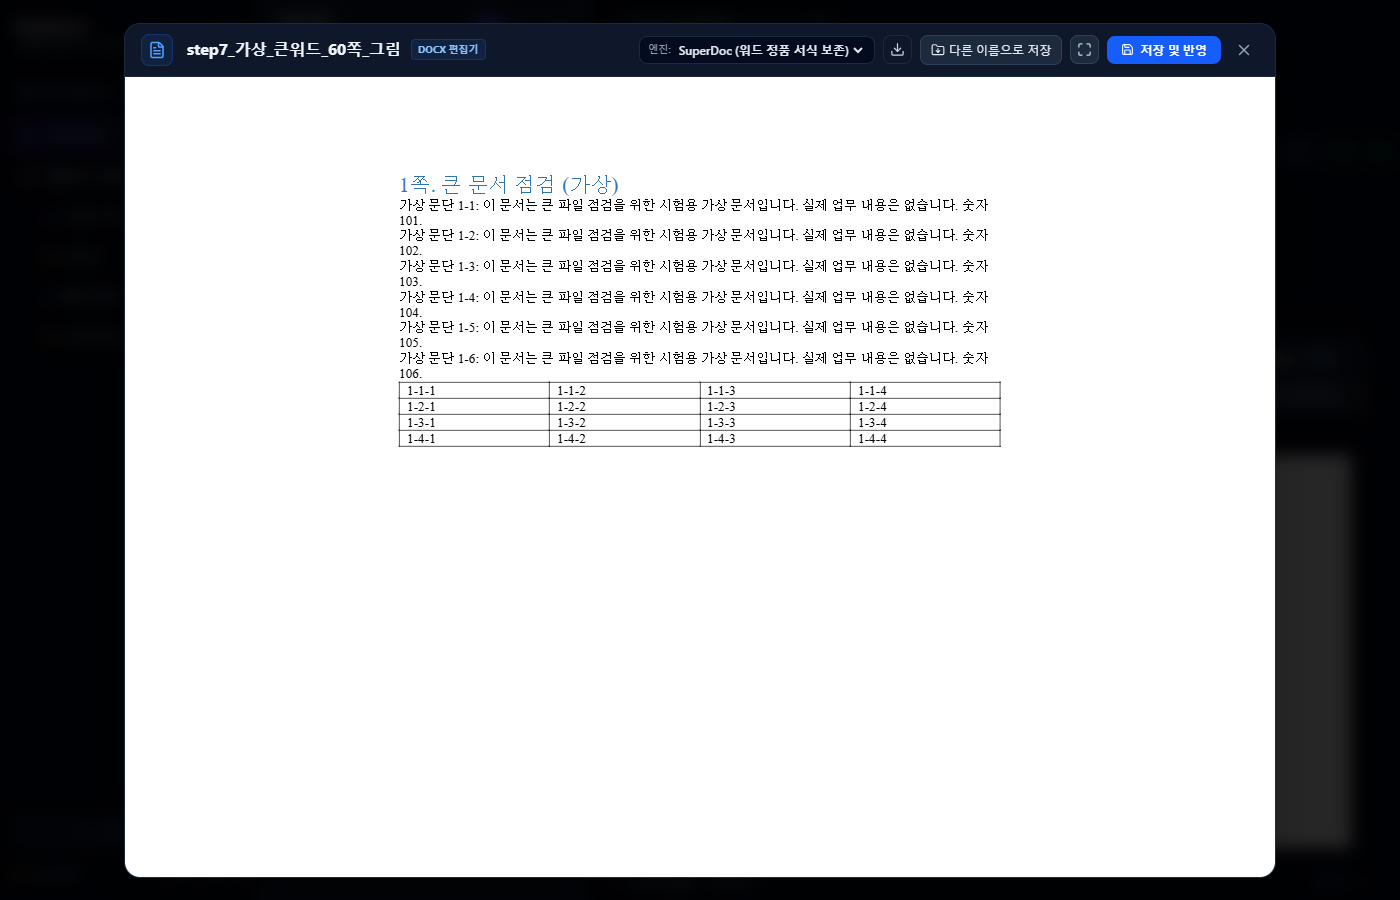 step7_가상_큰워드_60쪽_그림
DOCX 편집기
엔진: SuperDoc (워드 정품 서식 보존)
다른 이름으로 저장
저장 및 반영
1쪽. 큰 문서 점검 (가상)
가상 문단 1-1: 이 문서는 큰 파일 점검을 위한 시험용 가상 문서입니다. 실제 업무 내용은 없습니다. 숫자
101.
가상 문단 1-2: 이 문서는 큰 파일 점검을 위한 시험용 가상 문서입니다. 실제 업무 내용은 없습니다. 숫자
102.
가상 문단 1-3: 이 문서는 큰 파일 점검을 위한 시험용 가상 문서입니다. 실제 업무 내용은 없습니다. 숫자
103.
가상 문단 1-4: 이 문서는 큰 파일 점검을 위한 시험용 가상 문서입니다. 실제 업무 내용은 없습니다. 숫자
104.
가상 문단 1-5: 이 문서는 큰 파일 점검을 위한 시험용 가상 문서입니다. 실제 업무 내용은 없습니다. 숫자
105.
가상 문단 1-6: 이 문서는 큰 파일 점검을 위한 시험용 가상 문서입니다. 실제 업무 내용은 없습니다. 숫자
106.
1-1-1 1-1-2 1-1-3 1-1-4
1-2-1 1-2-2 1-2-3 1-2-4
1-3-1 1-3-2 1-3-3 1-3-4
1-4-1 1-4-2 1-4-3 1-4-4